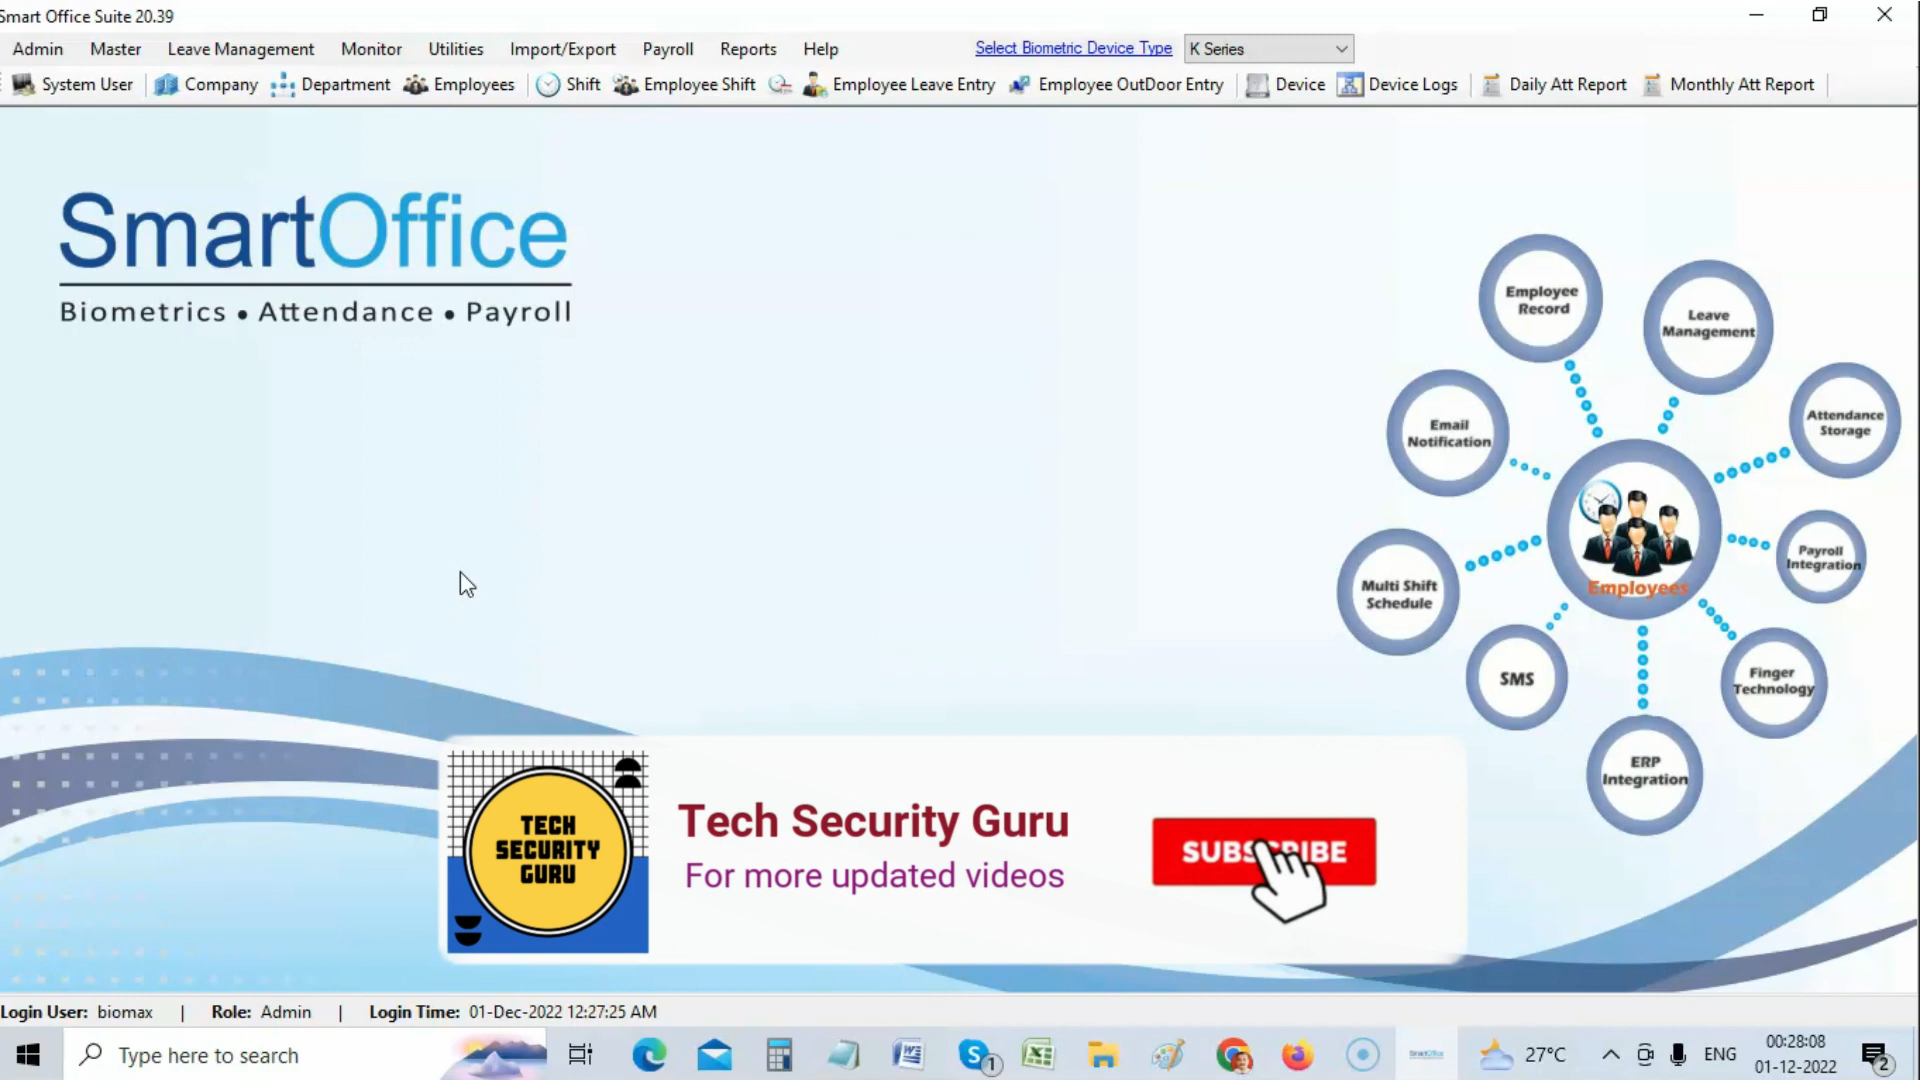 Smart Office Suite 20.39
Admin Master Leave Management Monitor Utilities Import/Export Payroll Reports Help Select Biometric Device Type K Series
System User Company Department Employees Shift Employee Shift Employee Leave Entry Employee OutDoor Entry Device Device Logs Daily Att Report Monthly Att Report
SmartOffice
Biometrics • Attendance • Payroll
Employee
Record
Leave
Management
Attendance
Storage
Email
Notification
Payroll
Integration
Employees
Multi Shift
Schedule
SMS
Finger
Technology
ERP
Integration
TECH
SECURITY
GURU
Tech Security Guru
For more updated videos
SUBSCRIBE
Login User: biomax | Role: Admin | Login Time: 01-Dec-2022 12:27:25 AM
Type here to search
1
SmartOffice
27°C
ENG
00:28:08
01-12-2022
2